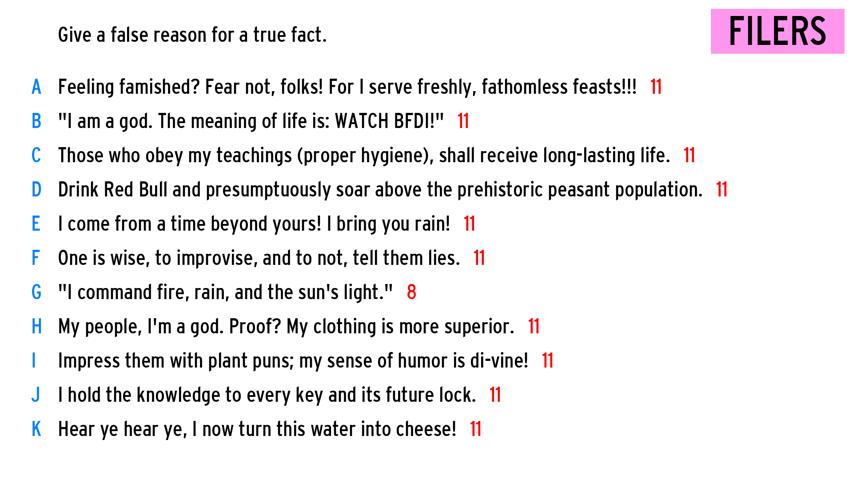 Give a false reason for a true fact.
FILERS
A Feeling famished? Fear not, folks! For I serve freshly, fathomless feasts!!! 11
B "I am a god. The meaning of life is: WATCH BFDI!" 11
C Those who obey my teachings (proper hygiene), shall receive long-lasting life. 11
D Drink Red Bull and presumptuously soar above the prehistoric peasant population. 11
E I come from a time beyond yours! I bring you rain! 11
F One is wise, to improvise, and to not, tell them lies. 11
G "I command fire, rain, and the sun's light." 8
H My people, I'm a god. Proof? My clothing is more superior. 11
I Impress them with plant puns; my sense of humor is di-vine! 11
J I hold the knowledge to every key and its future lock. 11
K Hear ye hear ye, I now turn this water into cheese! 11